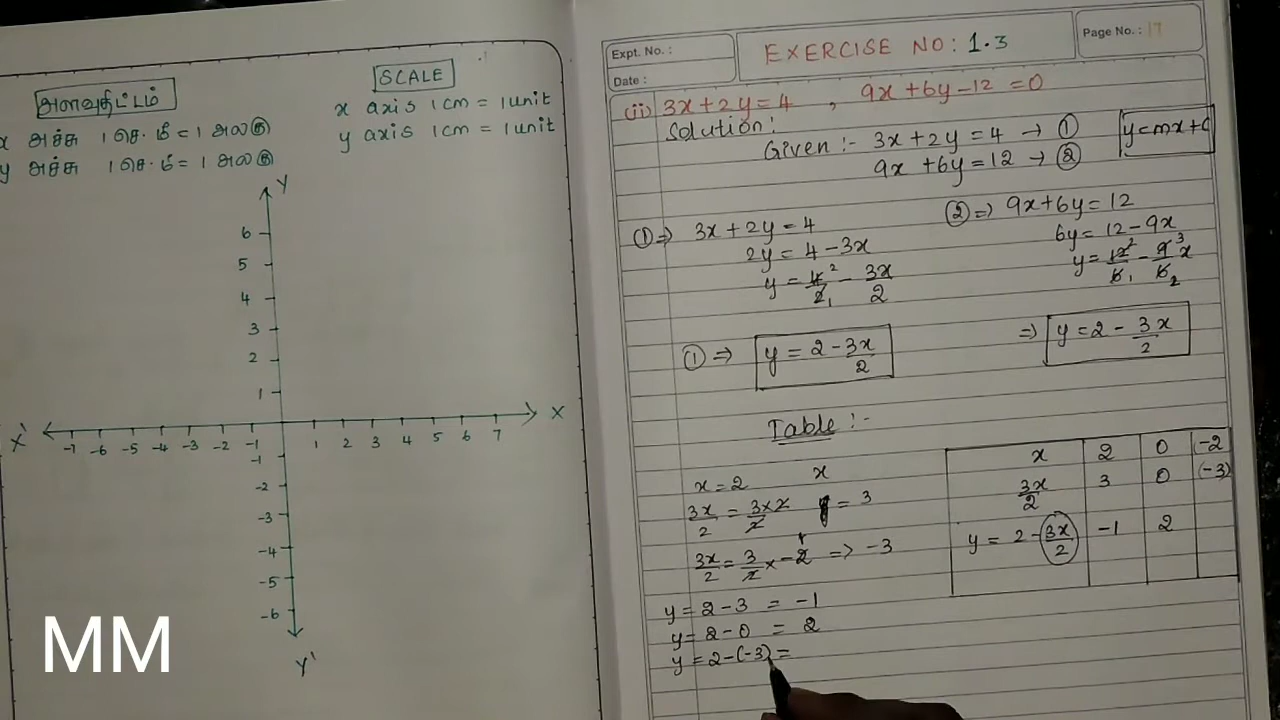 அளவுதிட்டம்
x அச்சு 1 செ.மீ = 1 அலகு
y அச்சு 1 செ.மீ = 1 அலகு
SCALE
x axis 1cm = 1unit
y axis 1cm = 1unit
Y
6
5
4
3
2
1
X' -7 -6 -5 -4 -3 -2 -1 1 2 3 4 5 6 7 X
-1
-2
-3
-4
-5
-6
Y'
MM
Expt. No. :
Date :
EXERCISE NO: 1.3
Page No. : 17
(ii) 3x+2y=4 , 9x+6y-12=0
Solution:
Given :- 3x+2y=4 → ①
9x+6y=12 → ②
y=mx+c
①⇒ 3x+2y=4
2y = 4-3x
y = 4/2 - 3x/2
②⇒ 9x+6y=12
6y = 12-9x
y = 12/6 - 9x/6
① ⇒ y = 2-3x/2
⇒ y=2-3x/2
Table :-
x=2 x
3x/2 = 3×2/2 = 3
3x/2 = 3/2 × -2 ⇒ -3
y = 2-3 = -1
y = 2-0 = 2
y = 2-(-3) =
x 2 0 (-2)
3x/2 3 0 (-3)
y = 2-3x/2 -1 2